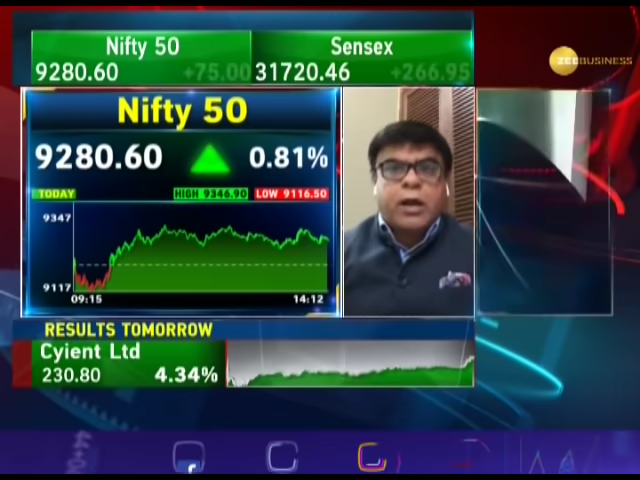 Nifty 50
9280.60 +75.00
Sensex
31720.46 +266.95
ZEEBUSINESS
Nifty 50
9280.60 0.81%
TODAY HIGH 9346.90 LOW 9116.50
9347
9117
09:15 14:12
RESULTS TOMORROW
Cyient Ltd
230.80 4.34%